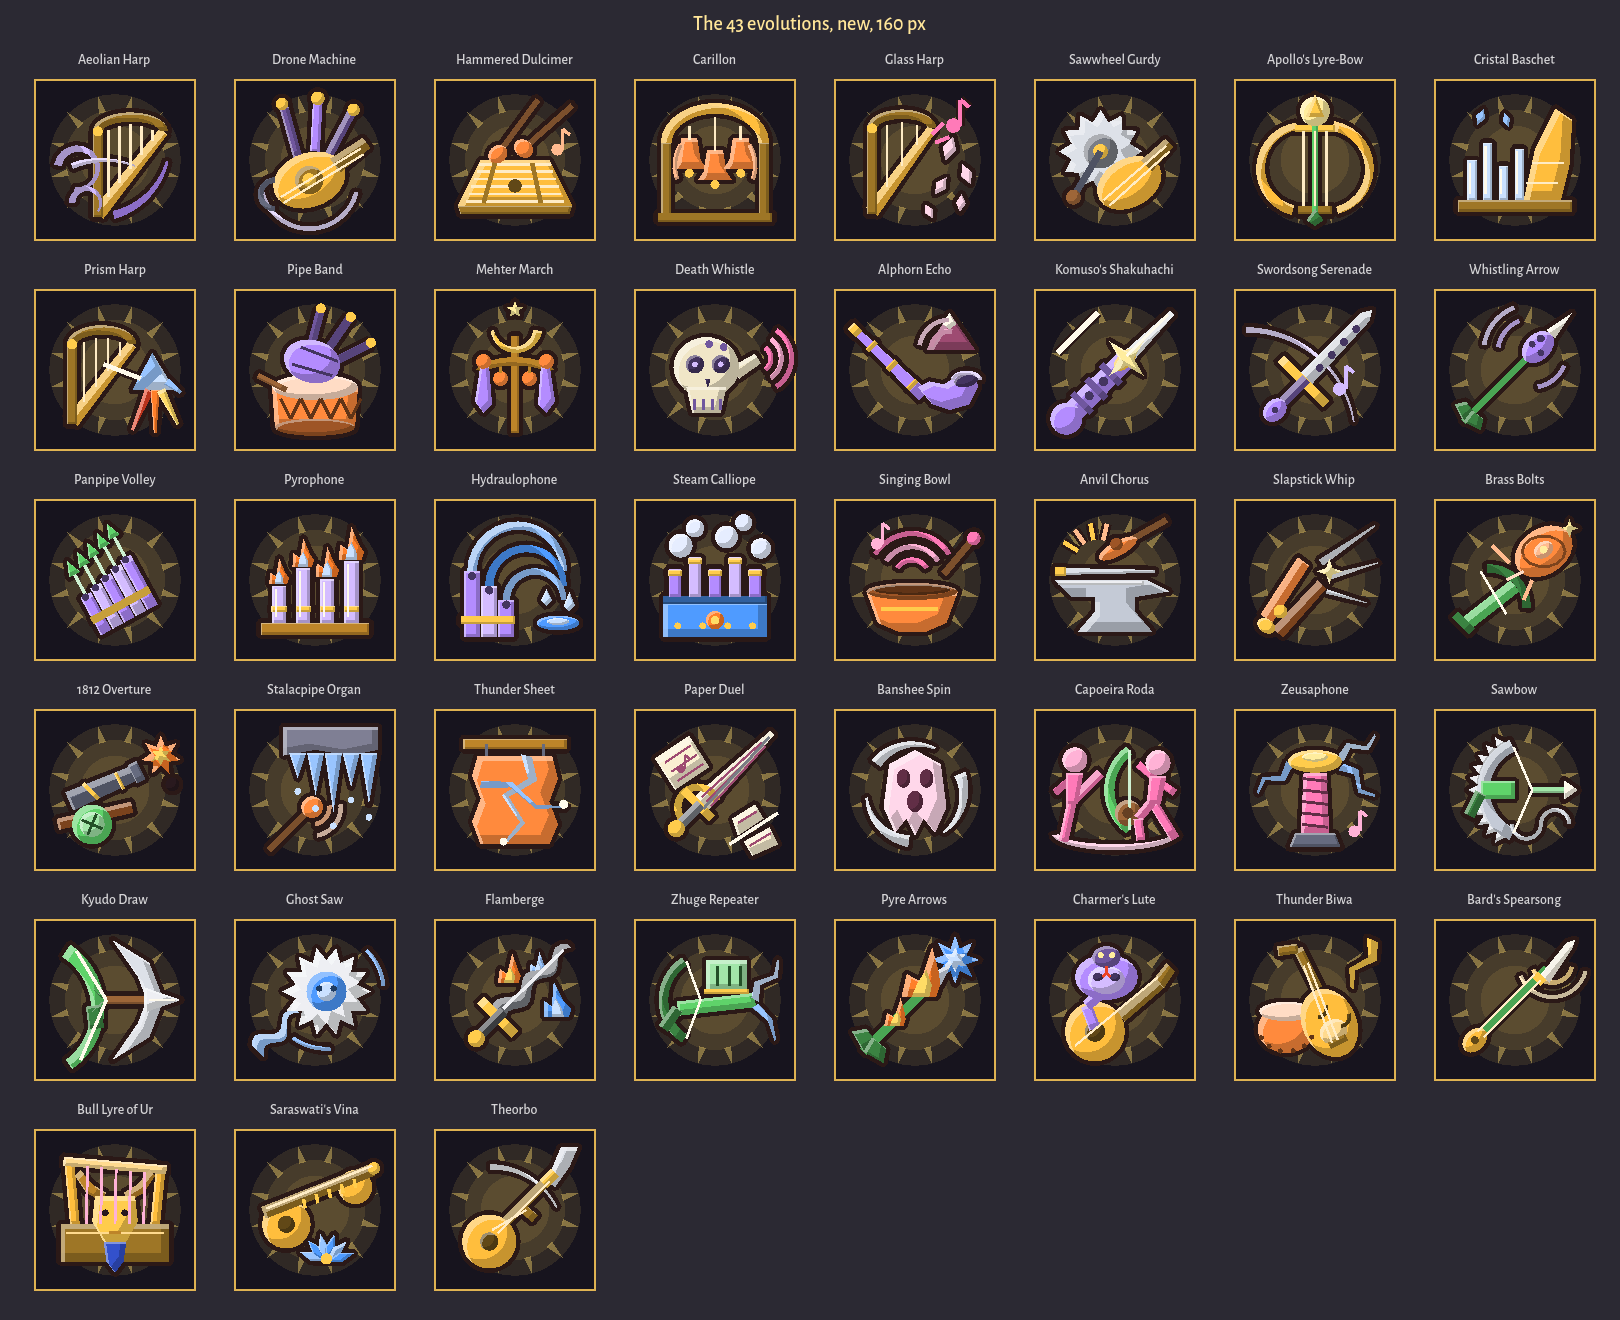 The 43 evolutions, new, 160 px
Aeolian Harp
Drone Machine
Hammered Dulcimer
Carillon
Glass Harp
Sawwheel Gurdy
Apollo's Lyre-Bow
Cristal Baschet
Prism Harp
Pipe Band
Mehter March
Death Whistle
Alphorn Echo
Komuso's Shakuhachi
Swordsong Serenade
Whistling Arrow
Panpipe Volley
Pyrophone
Hydraulophone
Steam Calliope
Singing Bowl
Anvil Chorus
Slapstick Whip
Brass Bolts
1812 Overture
Stalacpipe Organ
Thunder Sheet
Paper Duel
Banshee Spin
Capoeira Roda
Zeusaphone
Sawbow
Kyudo Draw
Ghost Saw
Flamberge
Zhuge Repeater
Pyre Arrows
Charmer's Lute
Thunder Biwa
Bard's Spearsong
Bull Lyre of Ur
Saraswati's Vina
Theorbo